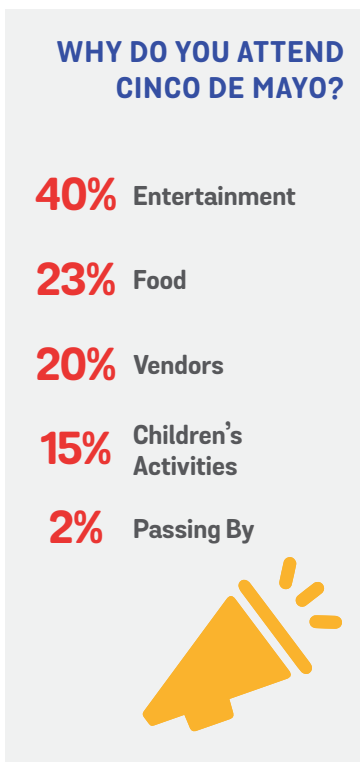 WHY DO YOU ATTEND
CINCO DE MAYO?
40% Entertainment
23% Food
20% Vendors
15% Children's
Activities
2% Passing By